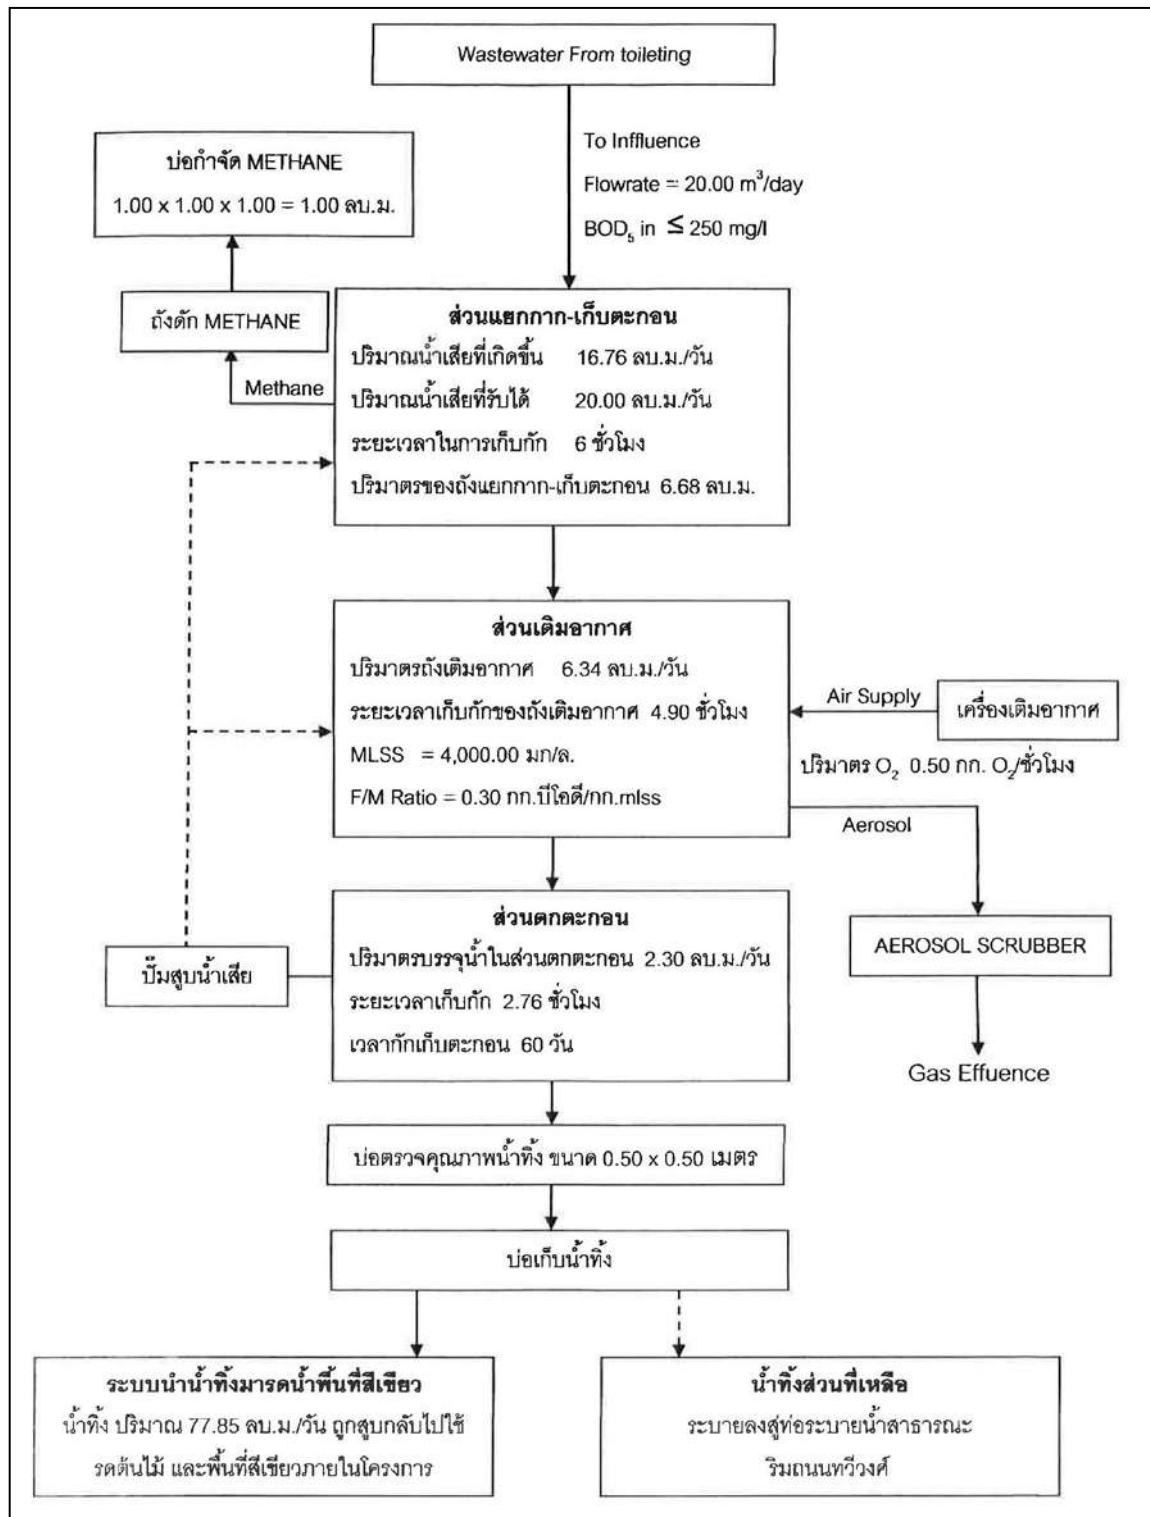 Wastewater From toileting
To Inffluence
Flowrate = 20.00 m³/day
BOD₅ in ≤ 250 mg/l
บ่อกำจัด METHANE
1.00 x 1.00 x 1.00 = 1.00 ลบ.ม.
ถังดัก METHANE
Methane
ส่วนแยกกาก-เก็บตะกอน
ปริมาณน้ำเสียที่เกิดขึ้น 16.76 ลบ.ม./วัน
ปริมาณน้ำเสียที่รับได้ 20.00 ลบ.ม./วัน
ระยะเวลาในการเก็บกัก 6 ชั่วโมง
ปริมาตรของถังแยกกาก-เก็บตะกอน 6.68 ลบ.ม.
ส่วนเติมอากาศ
ปริมาตรถังเติมอากาศ 6.34 ลบ.ม./วัน
ระยะเวลาเก็บกักของถังเติมอากาศ 4.90 ชั่วโมง
MLSS = 4,000.00 มก/ล.
F/M Ratio = 0.30 กก.บีโอดี/กก.mlss
Air Supply
เครื่องเติมอากาศ
ปริมาตร O₂ 0.50 กก. O₂/ชั่วโมง
Aerosol
AEROSOL SCRUBBER
Gas Effuence
ส่วนตกตะกอน
ปริมาตรบรรจุน้ำในส่วนตกตะกอน 2.30 ลบ.ม./วัน
ระยะเวลาเก็บกัก 2.76 ชั่วโมง
เวลากักเก็บตะกอน 60 วัน
ปั๊มสูบน้ำเสีย
บ่อตรวจคุณภาพน้ำทิ้ง ขนาด 0.50 x 0.50 เมตร
บ่อเก็บน้ำทิ้ง
ระบบนำน้ำทิ้งมารดน้ำพื้นที่สีเขียว
น้ำทิ้ง ปริมาณ 77.85 ลบ.ม./วัน ถูกสูบกลับไปใช้
รดต้นไม้ และพื้นที่สีเขียวภายในโครงการ
น้ำทิ้งส่วนที่เหลือ
ระบายลงสู่ท่อระบายน้ำสาธารณะ
ริมถนนทวีวงศ์